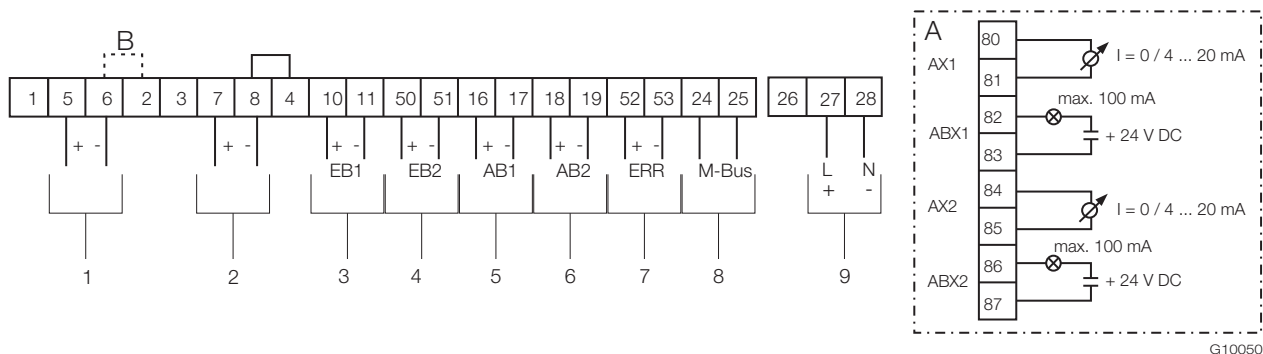 B
1 5 6 2 3 7 8 4 10 11 50 51 16 17 18 19 52 53 24 25 26 27 28
+ - + - + - + - + - + - + -
EB1 EB2 AB1 AB2 ERR M-Bus L N
+ -
1 2 3 4 5 6 7 8 9
A
80
AX1
I = 0 / 4 ... 20 mA
81
max. 100 mA
82
ABX1
+ 24 V DC
83
84
AX2
I = 0 / 4 ... 20 mA
85
max. 100 mA
86
ABX2
+ 24 V DC
87
G10050